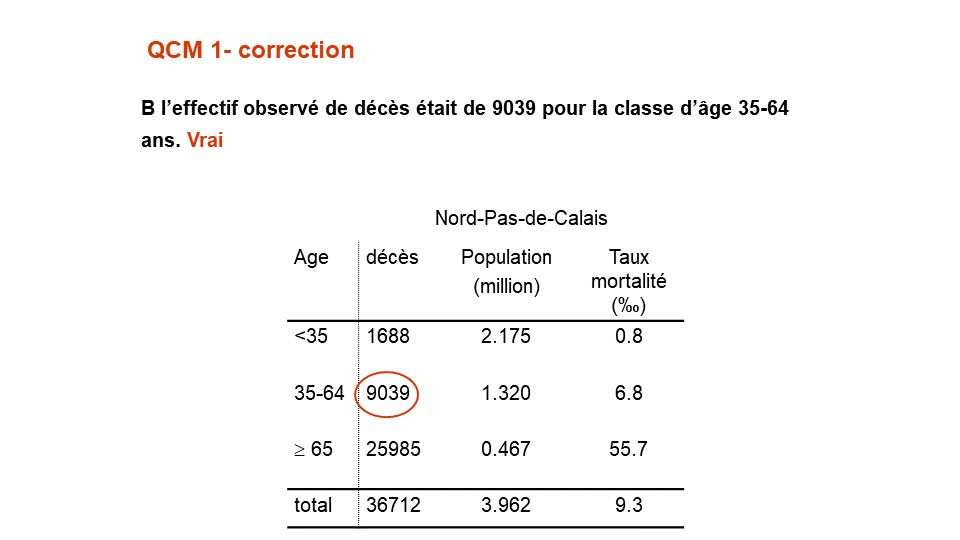 QCM 1- correction
B l’effectif observé de décès était de 9039 pour la classe d’âge 35-64
ans. Vrai
Nord-Pas-de-Calais
Age décès Population Taux
(million) mortalité
(‰)
<35 1688 2.175 0.8
35-64 9039 1.320 6.8
≥ 65 25985 0.467 55.7
total 36712 3.962 9.3